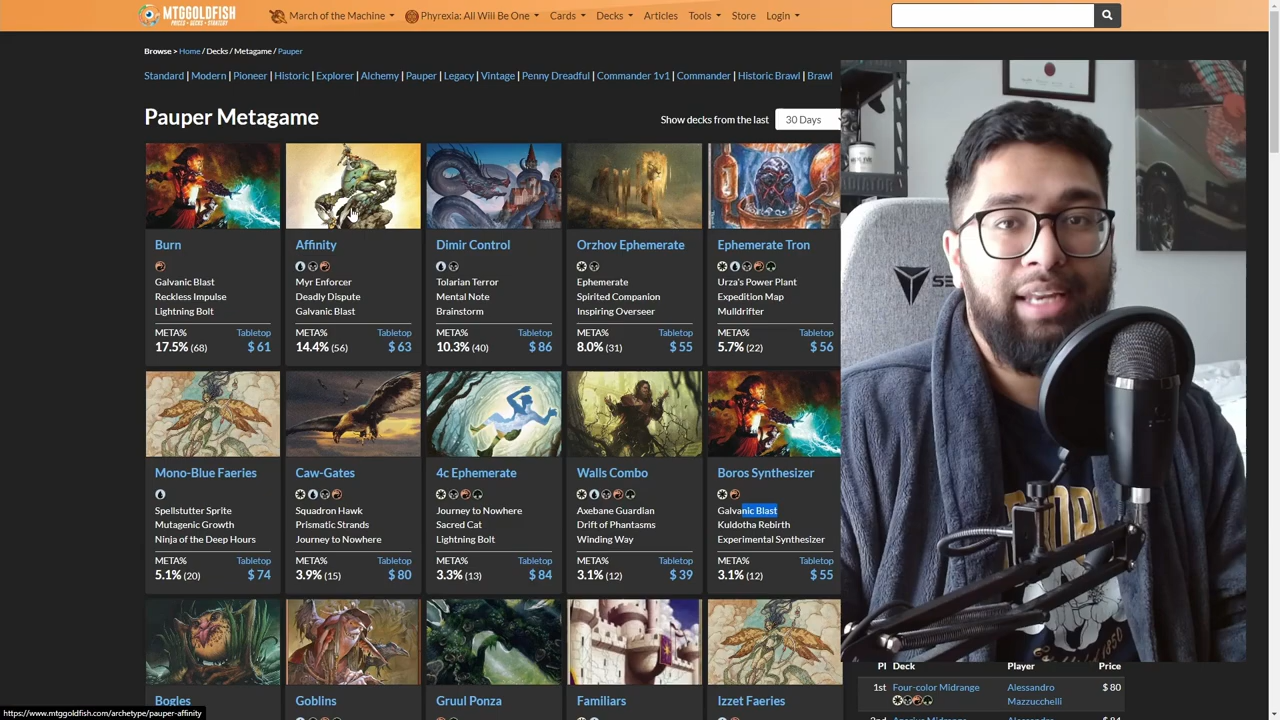 MTGGOLDFISH
PRICES • DECKS • STRATEGY
March of the Machine
Phyrexia: All Will Be One
Cards
Decks
Articles
Tools
Store
Login
Browse > Home / Decks / Metagame / Pauper
Standard | Modern | Pioneer | Historic | Explorer | Alchemy | Pauper | Legacy | Vintage | Penny Dreadful | Commander 1v1 | Commander | Historic Brawl | Brawl
Pauper Metagame
Show decks from the last
30 Days
Burn
Galvanic Blast
Reckless Impulse
Lightning Bolt
META% Tabletop
17.5% (68) $ 61
Affinity
Myr Enforcer
Deadly Dispute
Galvanic Blast
META% Tabletop
14.4% (56) $ 63
Dimir Control
Tolarian Terror
Mental Note
Brainstorm
META% Tabletop
10.3% (40) $ 86
Orzhov Ephemerate
Ephemerate
Spirited Companion
Inspiring Overseer
META% Tabletop
8.0% (31) $ 55
Ephemerate Tron
Urza's Power Plant
Expedition Map
Mulldrifter
META% Tabletop
5.7% (22) $ 56
Mono-Blue Faeries
Spellstutter Sprite
Mutagenic Growth
Ninja of the Deep Hours
META% Tabletop
5.1% (20) $ 74
Caw-Gates
Squadron Hawk
Prismatic Strands
Journey to Nowhere
META% Tabletop
3.9% (15) $ 80
4c Ephemerate
Journey to Nowhere
Sacred Cat
Lightning Bolt
META% Tabletop
3.3% (13) $ 84
Walls Combo
Axebane Guardian
Drift of Phantasms
Winding Way
META% Tabletop
3.1% (12) $ 39
Boros Synthesizer
Galvanic Blast
Kuldotha Rebirth
Experimental Synthesizer
META% Tabletop
3.1% (12) $ 55
Bogles
Goblins
Gruul Ponza
Familiars
Izzet Faeries
Pl Deck Player Price
1st Four-color Midrange Alessandro Mazzucchelli $ 80
https://www.mtggoldfish.com/archetype/pauper-affinity